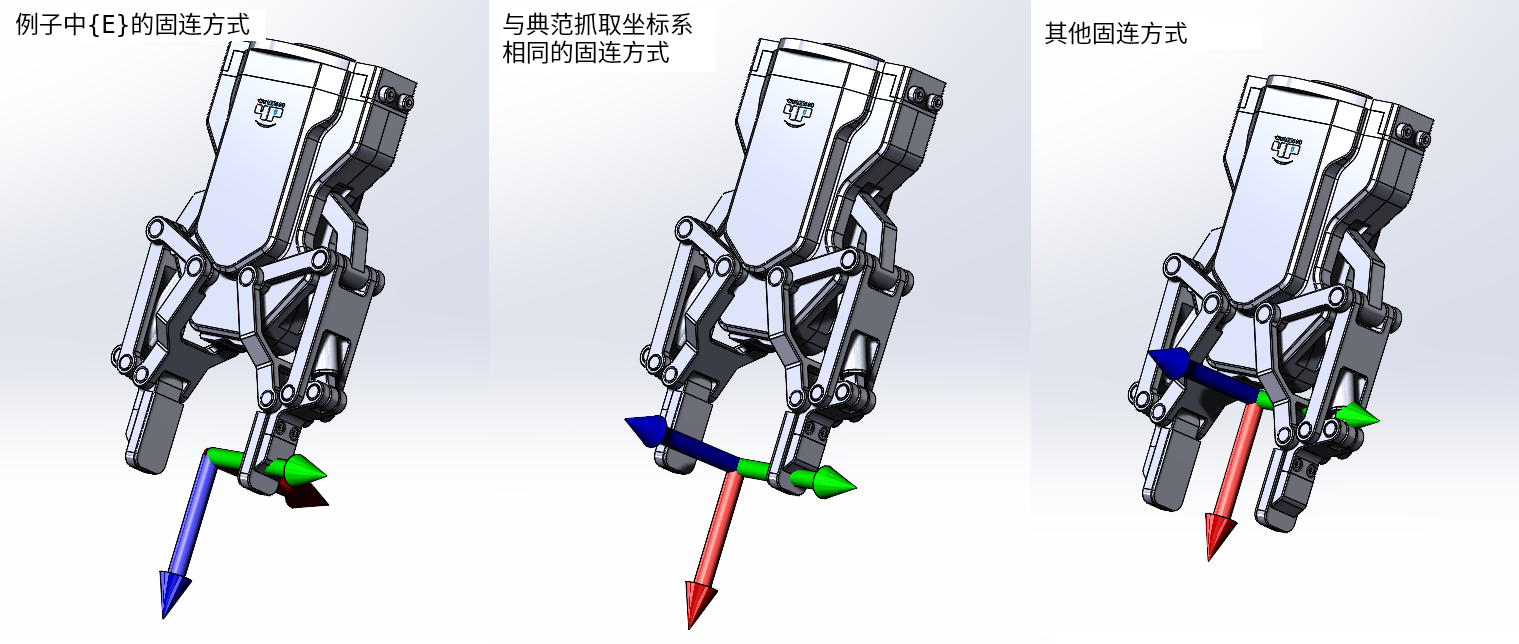 例子中{E}的固连方式
与典范抓取坐标系
相同的固连方式
其他固连方式